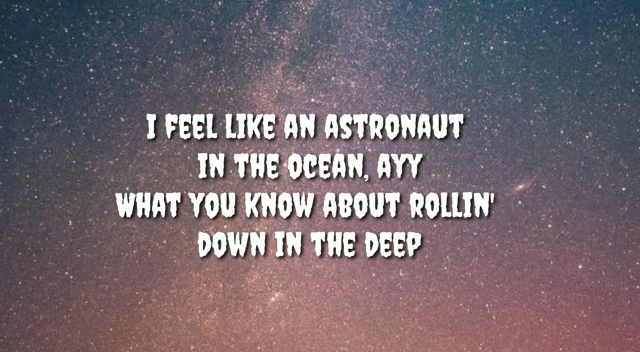 I FEEL LIKE AN ASTRONAUT
IN THE OCEAN, AYY
WHAT YOU KNOW ABOUT ROLLIN'
DOWN IN THE DEEP